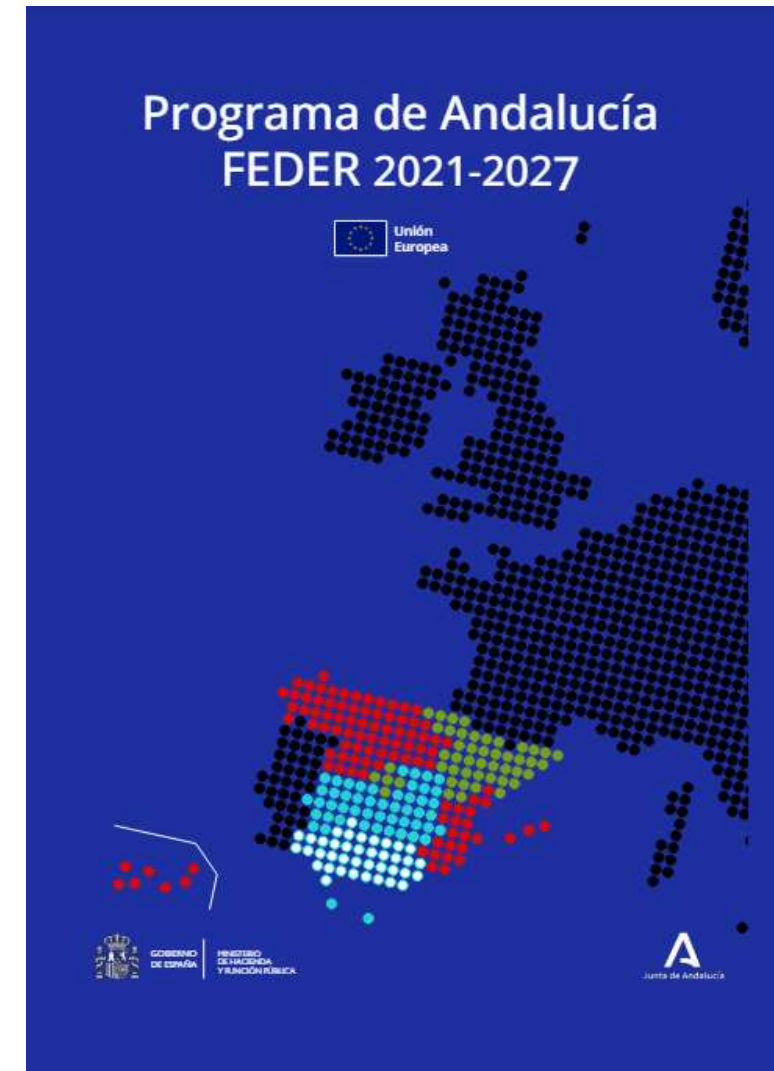 Programa de Andalucía
FEDER 2021-2027
Unión
Europea
GOBIERNO
DE ESPAÑA
MINISTERIO
DE HACIENDA
Y FUNCIÓN PÚBLICA
Junta de Andalucía